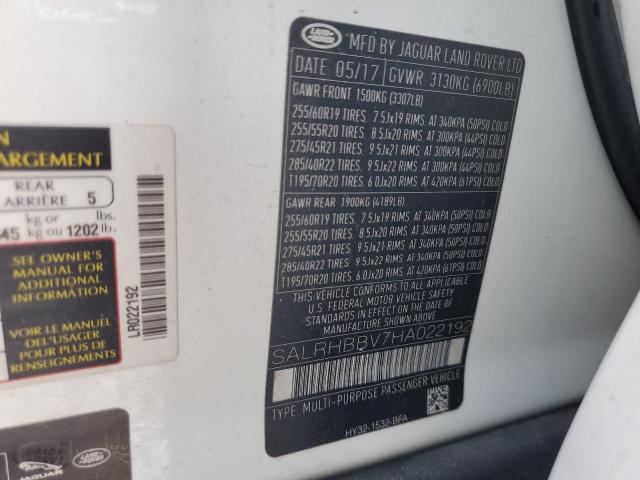 LAND ROVER
MFD BY JAGUAR LAND ROVER LTD
DATE 05/17 GVWR 3130KG (6900LB)
GAWR FRONT 1500KG (3307LB)
255/60R19 TIRES, 7.5Jx19 RIMS AT 340KPA (50PSI) COLD
255/55R20 TIRES, 8.5Jx20 RIMS AT 300KPA (44PSI) COLD
275/45R21 TIRES, 9.5Jx21 RIMS AT 300KPA (44PSI) COLD
285/40R22 TIRES, 9.5Jx22 RIMS AT 300KPA (44PSI) COLD
T195/70R20 TIRES, 6.0Jx20 RIMS AT 420KPA (61PSI) COLD
GAWR REAR 1900KG (4189LB)
255/60R19 TIRES, 7.5Jx19 RIMS AT 340KPA (50PSI) COLD
255/55R20 TIRES, 8.5Jx20 RIMS AT 340KPA (50PSI) COLD
275/45R21 TIRES, 9.5Jx21 RIMS AT 340KPA (50PSI) COLD
285/40R22 TIRES, 9.5Jx22 RIMS AT 340KPA (50PSI) COLD
T195/70R20 TIRES, 6.0Jx20 RIMS AT 420KPA (61PSI) COLD
THIS VEHICLE CONFORMS TO ALL APPLICABLE
U.S. FEDERAL MOTOR VEHICLE SAFETY
STANDARDS IN EFFECT ON THE DATE OF
MANUFACTURE SHOWN ABOVE.
SALRHBBV7HA022192
TYPE MULTI-PURPOSE PASSENGER VEHICLE
HY32-1532-BFA
ARGEMENT
REAR
ARRIÈRE 5
kg or lbs.
45 kg ou 1202 lb.
SEE OWNER'S
MANUAL FOR
ADDITIONAL
INFORMATION
VOIR LE MANUEL
DU PROPRIÉTAIRE
POUR PLUS DE
RENSEIGNEMENTS
LR022192
JAGUAR
LAND-
ROVER
LAND ROVER